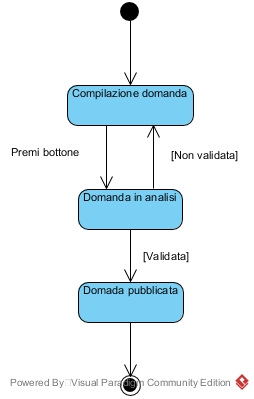 Compilazione domanda
Premi bottone
[Non validata]
Domanda in analisi
[Validata]
Domada pubblicata
Powered By Visual Paradigm Community Edition